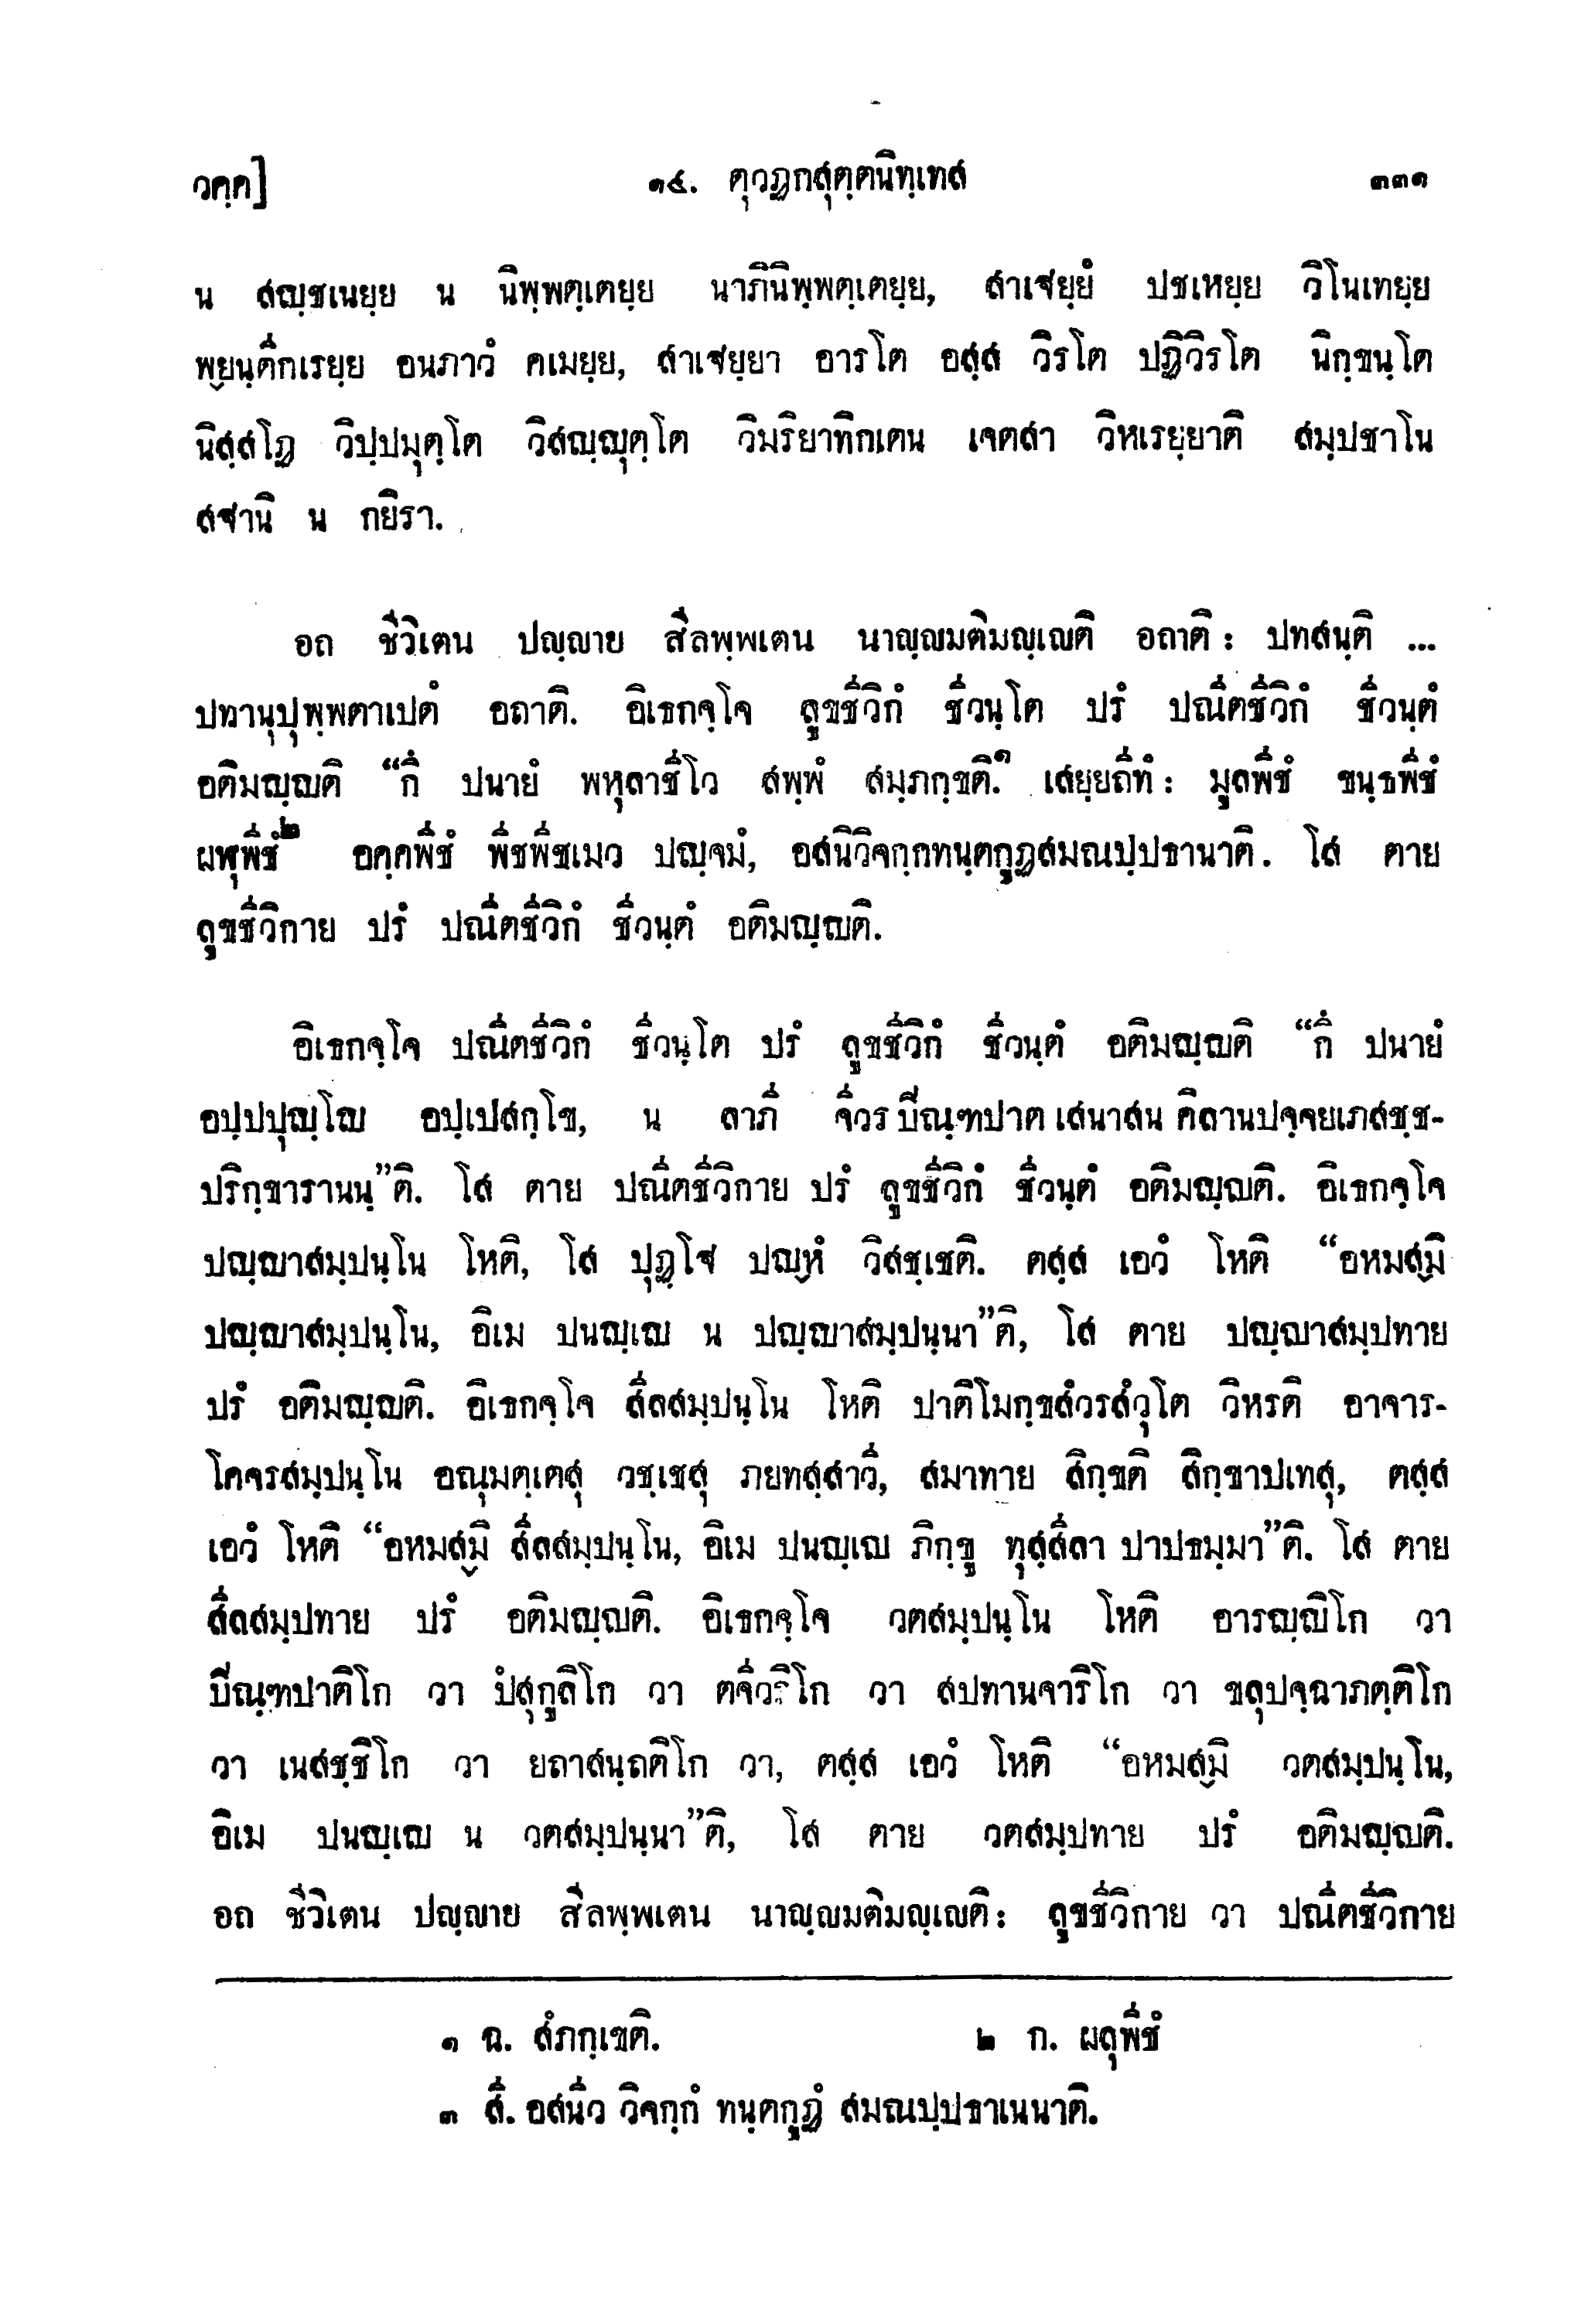 วคฺค]
๑๔. ตุวฏกสุตฺตนิทฺเทส
๓๓๑
น สญฺชเนยฺย น นิพฺพตฺเตยฺย นาภินิพฺพตฺเตยฺย, สาเฐยฺยํ ปชเหยฺย วิโนเทยฺย
พฺยนฺตีกเรยฺย อนภาวํ คเมยฺย, สาเฐยฺยา อารโต อสฺส วิรโต ปฏิวิรโต นิกฺขนฺโต
นิสฺสโฏ วิปฺปมุตฺโต วิสญฺญุตฺโต วิมริยาทิกเตน เจตสา วิหเรยฺยาติ สมฺปชาโน
สฐานิ น กยิรา.
อถ ชีวิเตน ปญฺญาย สีลพฺพเตน นาญฺญมติมญฺเญติ อถาติ : ปทสนฺติ ...
ปทานุปุพฺพตาเปตํ อถาติ. อิเธกจฺโจ ลูขชีวิกํ ชีวนฺโต ปรํ ปณีตชีวิกํ ชีวนฺตํ
อติมญฺญติ “กึ ปนายํ พหุลาชีโว สพฺพํ สมฺภกฺขติ.๑ เสยฺยถีทํ : มูลพีชํ ขนฺธพีชํ
ผฬุพีชํ๒ อคฺคพีชํ พีชพีชเมว ปญฺจมํ, อสนิวิจกฺกทนฺตกูฏสมณปฺปธานาติ. โส ตาย
ลูขชีวิกาย ปรํ ปณีตชีวิกํ ชีวนฺตํ อติมญฺญติ.
อิเธกจฺโจ ปณีตชีวิกํ ชีวนฺโต ปรํ ลูขชีวิกํ ชีวนฺตํ อติมญฺญติ “กึ ปนายํ
อปฺปปุญฺโญ อปฺเปสกฺโข, น ลาภี จีวร ปิณฺฑปาต เสนาสน คิลานปจฺจยเภสชฺช-
ปริกฺขารานนฺ”ติ. โส ตาย ปณีตชีวิกาย ปรํ ลูขชีวิกํ ชีวนฺตํ อติมญฺญติ. อิเธกจฺโจ
ปญฺญาสมฺปนฺโน โหติ, โส ปุฏฺโฐ ปญฺหํ วิสชฺเชติ. ตสฺส เอวํ โหติ “อหมสฺมิ
ปญฺญาสมฺปนฺโน, อิเม ปนญฺเญ น ปญฺญาสมฺปนฺนา”ติ, โส ตาย ปญฺญาสมฺปทาย
ปรํ อติมญฺญติ. อิเธกจฺโจ สีลสมฺปนฺโน โหติ ปาติโมกฺขสํวรสํวุโต วิหรติ อาจาร-
โคจรสมฺปนฺโน อณุมตฺเตสุ วชฺเชสุ ภยทสฺสาวี, สมาทาย สิกฺขติ สิกฺขาปเทสุ, ตสฺส
เอวํ โหติ “อหมสฺมิ สีลสมฺปนฺโน, อิเม ปนญฺเญ ภิกฺขู ทุสฺสีลา ปาปธมฺมา”ติ. โส ตาย
สีลสมฺปทาย ปรํ อติมญฺญติ. อิเธกจฺโจ วตสมฺปนฺโน โหติ อารญฺญิโก วา
ปิณฺฑปาติโก วา ปํสุกูลิโก วา เตจีวริโก วา สปทานจาริโก วา ขลุปจฺฉาภตฺติโก
วา เนสชฺชิโก วา ยถาสนฺถติโก วา, ตสฺส เอวํ โหติ “อหมสฺมิ วตสมฺปนฺโน,
อิเม ปนญฺเญ น วตสมฺปนฺนา”ติ, โส ตาย วตสมฺปทาย ปรํ อติมญฺญติ.
อถ ชีวิเตน ปญฺญาย สีลพฺพเตน นาญฺญมติมญฺเญติ : ลูขชีวิกาย วา ปณีตชีวิกาย
๑ ฉ. สํภกฺเขติ. ๒ ก. ผลุพีชํ
๓ สี. อสนีว วิจกฺกํ ทนฺตกูฏํ สมณปฺปธาเนนาติ.